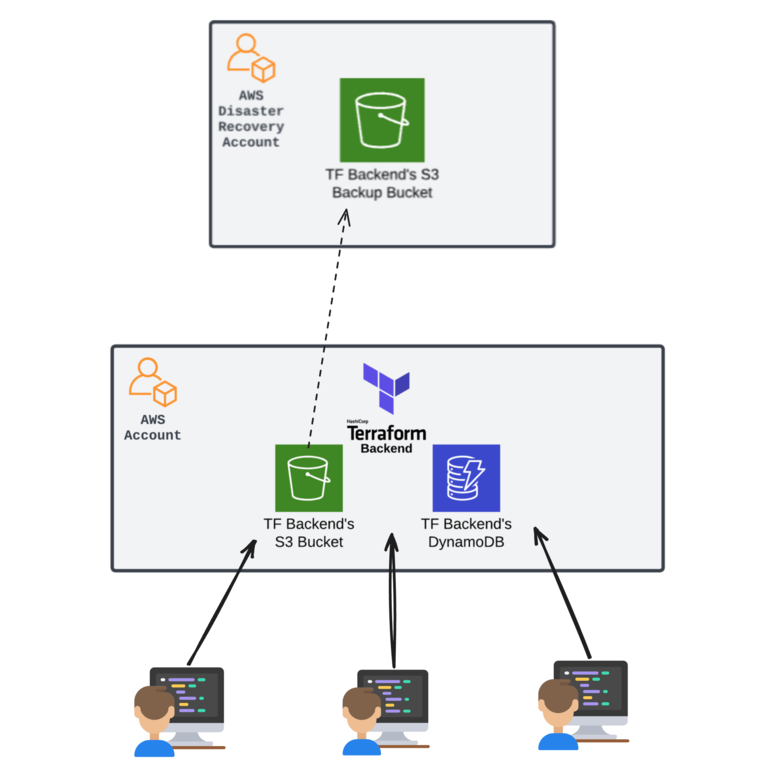 AWS
Disaster
Recovery
Account
TF Backend's S3
Backup Bucket
AWS
Account
HashiCorp
Terraform
Backend
TF Backend's
S3 Bucket
TF Backend's
DynamoDB